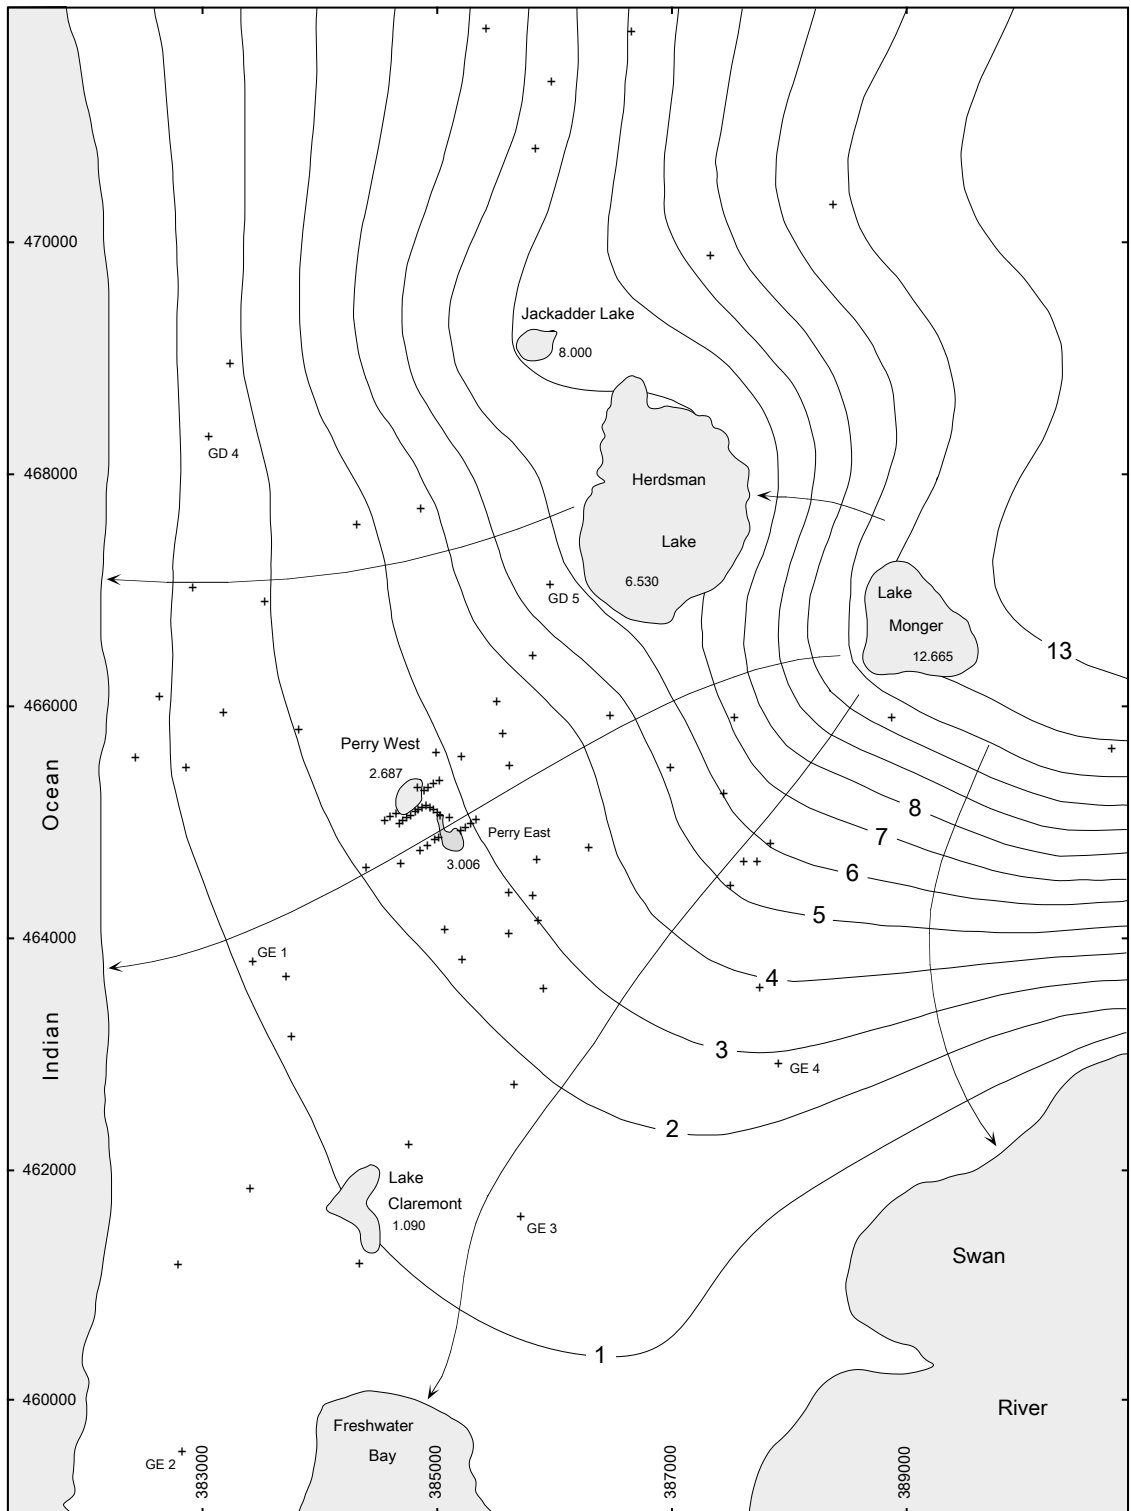 470000
Jackadder Lake
8.000
GD 4
468000
Herdsman
Lake
6.530
GD 5
Lake
Monger
12.665
13
466000
Perry West
2.687
Perry East
3.006
Ocean
8
7
6
5
464000
GE 1
4
3
GE 4
Indian
2
462000
Lake
Claremont
1.090
GE 3
Swan
1
460000
River
Freshwater
Bay
GE 2
383000
385000
387000
389000